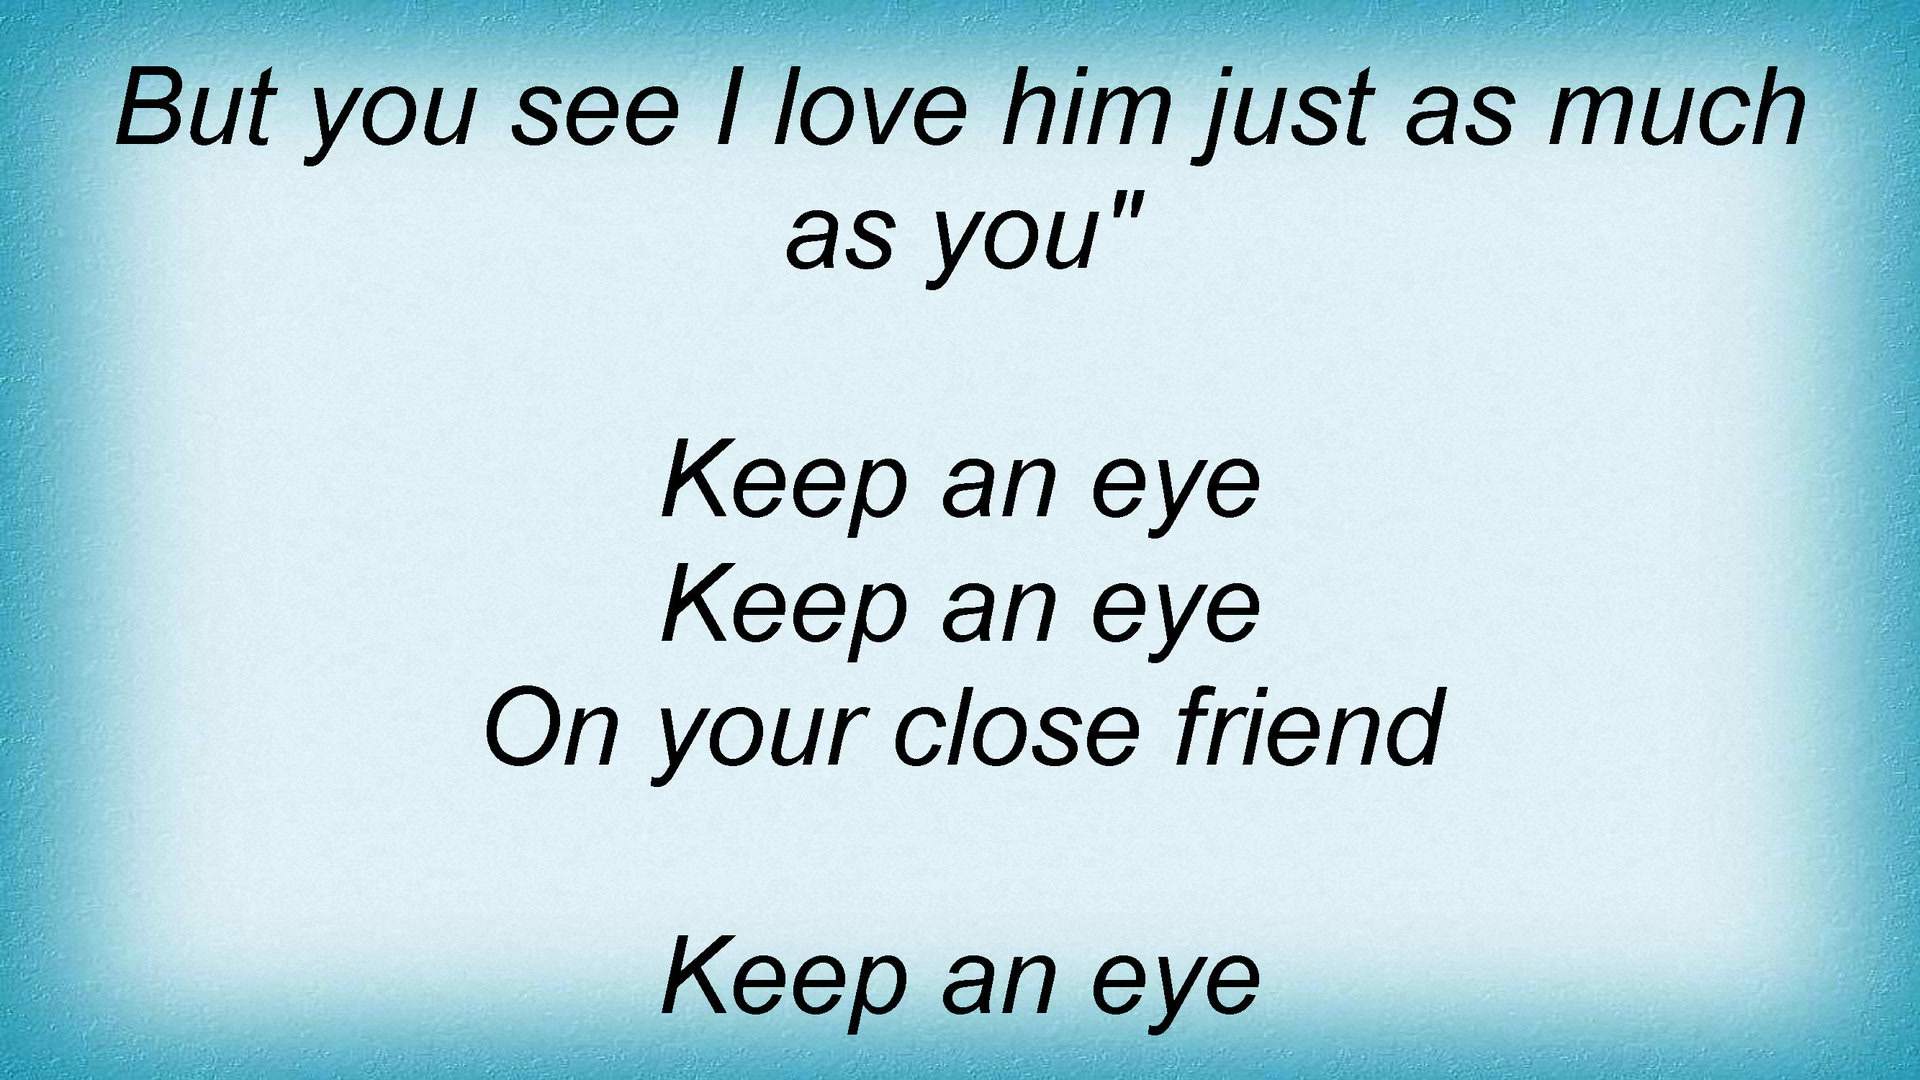 But you see I love him just as much
as you"
Keep an eye
Keep an eye
On your close friend
Keep an eye